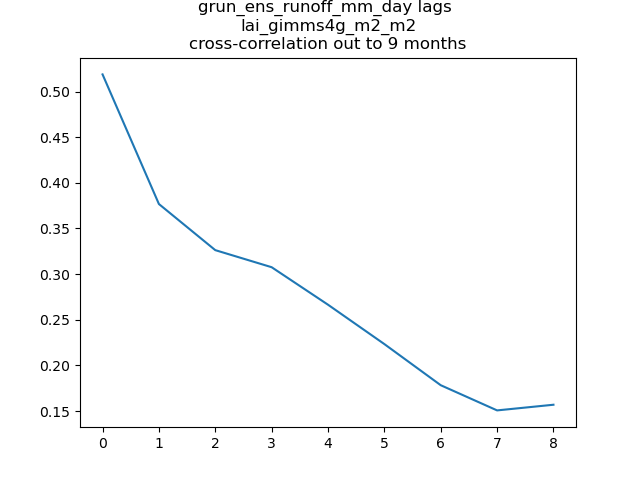 grun_ens_runoff_mm_day lags
lai_gimms4g_m2_m2
cross-correlation out to 9 months
0.50
0.45
0.40
0.35
0.30
0.25
0.20
0.15
0 1 2 3 4 5 6 7 8